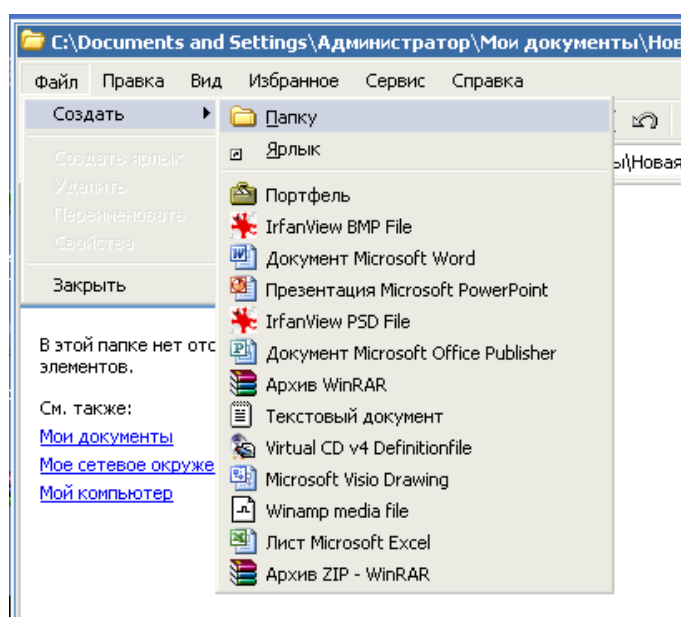 C:\Documents and Settings\Администратор\Мои документы\Нов
Файл Правка Вид Избранное Сервис Справка
Создать
Создать ярлык
Удалить
Переименовать
Свойства
Закрыть
Папку
Ярлык
Портфель
IrfanView BMP File
Документ Microsoft Word
Презентация Microsoft PowerPoint
IrfanView PSD File
Документ Microsoft Office Publisher
Архив WinRAR
Текстовый документ
Virtual CD v4 Definitionfile
Microsoft Visio Drawing
Winamp media file
Лист Microsoft Excel
Архив ZIP - WinRAR
ы\Новая
В этой папке нет ото
элементов.
См. также:
Мои документы
Мое сетевое окруже
Мой компьютер